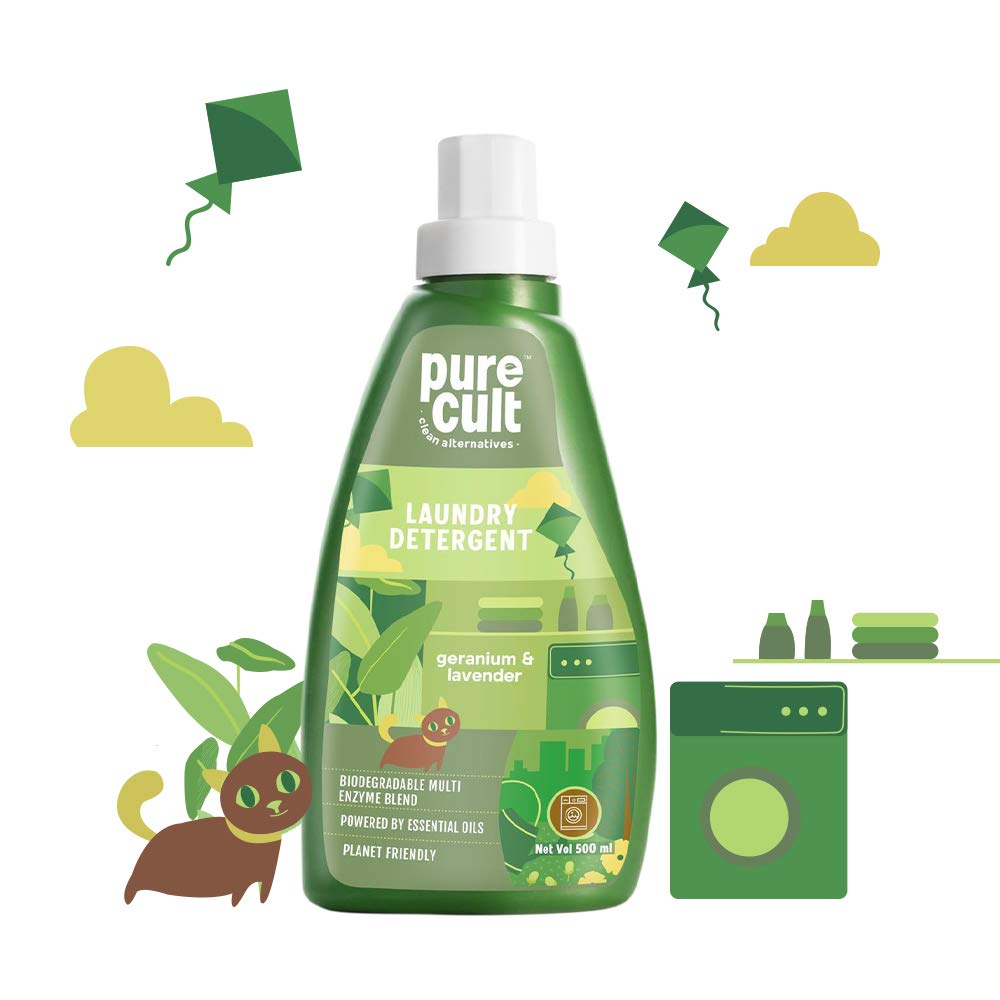 pure
cult™
· clean alternatives ·
LAUNDRY
DETERGENT
geranium &
lavender
BIODEGRADABLE MULTI
ENZYME BLEND
POWERED BY ESSENTIAL OILS
PLANET FRIENDLY
Net Vol 500 ml